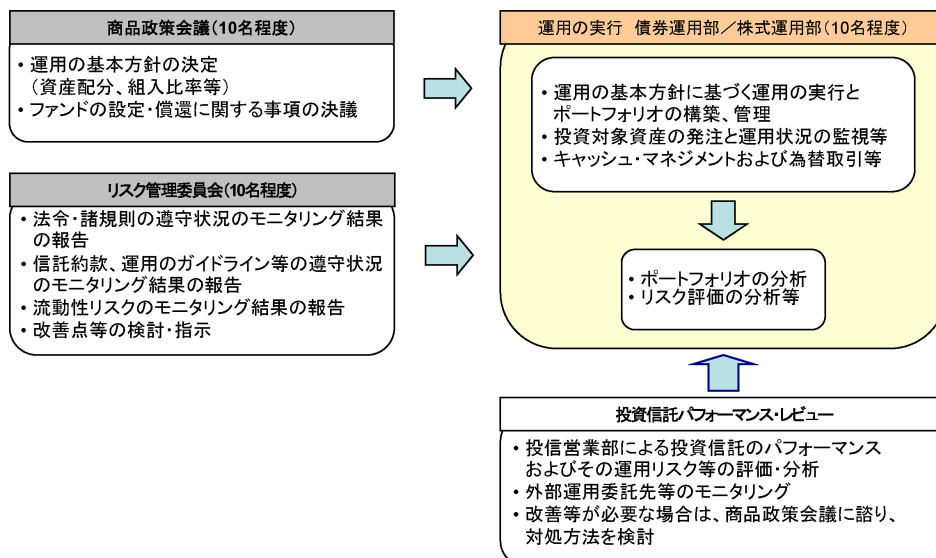 商品政策会議(10名程度)
・運用の基本方針の決定
(資産配分、組入比率等)
・ファンドの設定・償還に関する事項の決議
リスク管理委員会(10名程度)
・法令・諸規則の遵守状況のモニタリング結果
の報告
・信託約款、運用のガイドライン等の遵守状況
のモニタリング結果の報告
・流動性リスクのモニタリング結果の報告
・改善点等の検討・指示
運用の実行 債券運用部/株式運用部(10名程度)
・運用の基本方針に基づく運用の実行と
ポートフォリオの構築、管理
・投資対象資産の発注と運用状況の監視等
・キャッシュ・マネジメントおよび為替取引等
・ポートフォリオの分析
・リスク評価の分析等
投資信託パフォーマンス・レビュー
・投信営業部による投資信託のパフォーマンス
およびその運用リスク等の評価・分析
・外部運用委託先等のモニタリング
・改善等が必要な場合は、商品政策会議に諮り、
対処方法を検討